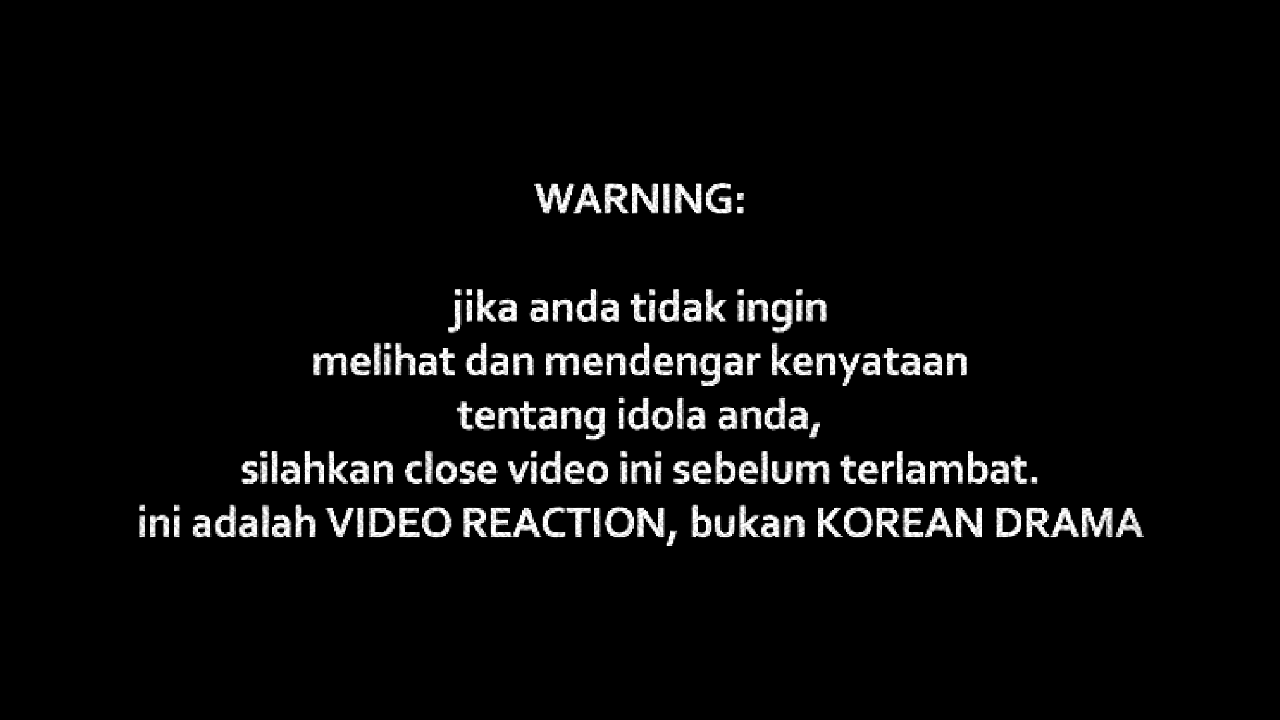 WARNING:
jika anda tidak ingin
melihat dan mendengar kenyataan
tentang idola anda,
silahkan close video ini sebelum terlambat.
ini adalah VIDEO REACTION, bukan KOREAN DRAMA